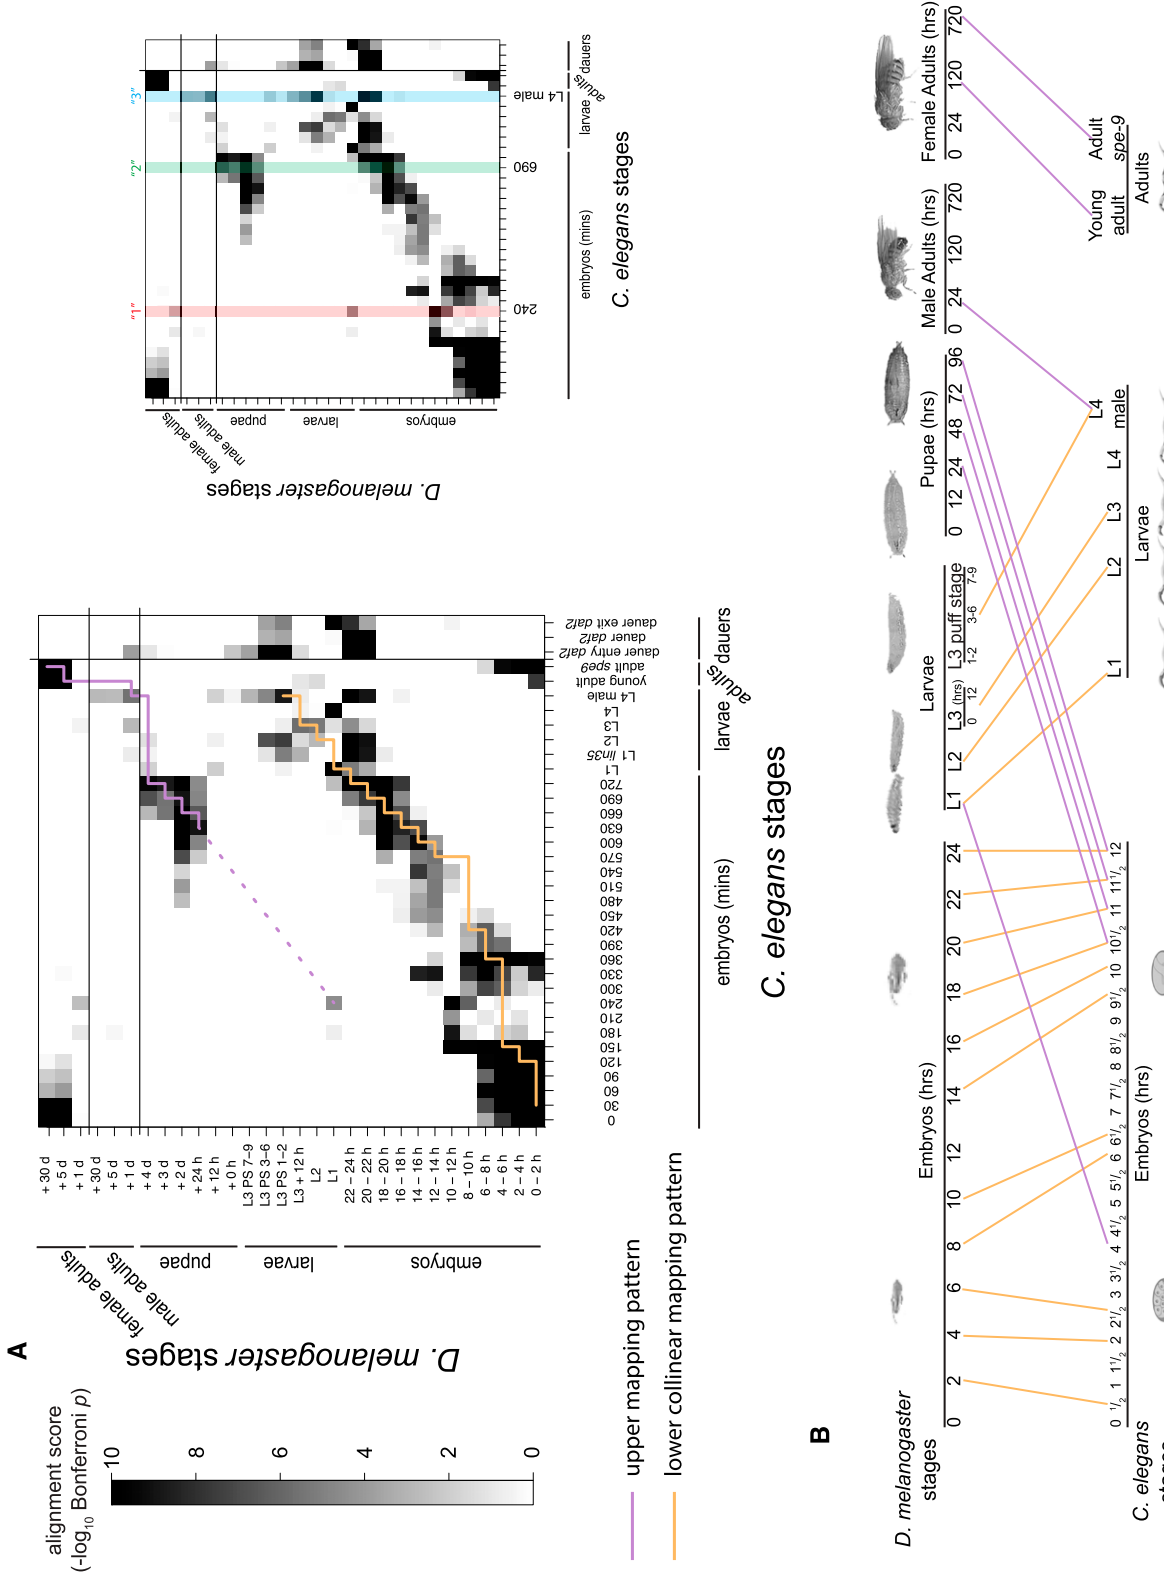 A
alignment score
(-log10 Bonferroni p)
10
8
6
4
2
0
D. melanogaster stages
female adults
male adults
pupae
larvae
embryos
+ 30 d
+ 5 d
+ 1 d
+ 30 d
+ 5 d
+ 1 d
+ 4 d
+ 3 d
+ 2 d
+ 24 h
+ 12 h
+ 0 h
L3 PS 7–9
L3 PS 3–6
L3 PS 1–2
L3 + 12 h
L2
L1
22 – 24 h
20 – 22 h
18 – 20 h
16 – 18 h
14 – 16 h
12 – 14 h
10 – 12 h
8 – 10 h
6 – 8 h
4 – 6 h
2 – 4 h
0 – 2 h
0
30
60
90
120
150
180
210
240
300
330
360
390
420
450
480
510
540
570
600
630
660
690
720
L1
L1 lin35
L2
L3
L4
L4 male
young adult
adult spe9
dauer entry daf2
dauer daf2
dauer exit daf2
embryos (mins)
larvae
adults
dauers
C. elegans stages
upper mapping pattern
lower collinear mapping pattern
D. melanogaster stages
female adults
male adults
pupae
larvae
embryos
"1"
"2"
"3"
240
690
L4 male
embryos (mins)
larvae
adults
dauers
C. elegans stages
B
D. melanogaster
stages
Embryos (hrs)
0 2 4 6 8 10 12 14 16 18 20 22 24
Larvae
L1 L2 L3 (hrs) L3 puff stage
0 12 1-2 3-6 7-9
Pupae (hrs)
0 12 24 48 72 96
Male Adults (hrs)
0 24 120 720
Female Adults (hrs)
0 24 120 720
0 1/2 1 1 1/2 2 2 1/2 3 3 1/2 4 4 1/2 5 5 1/2 6 6 1/2 7 7 1/2 8 8 1/2 9 9 1/2 10 10 1/2 11 11 1/2 12
Embryos (hrs)
L1 L2 L3 L4 L4
male
Larvae
Young
adult
Adult
spe-9
Adults
C. elegans